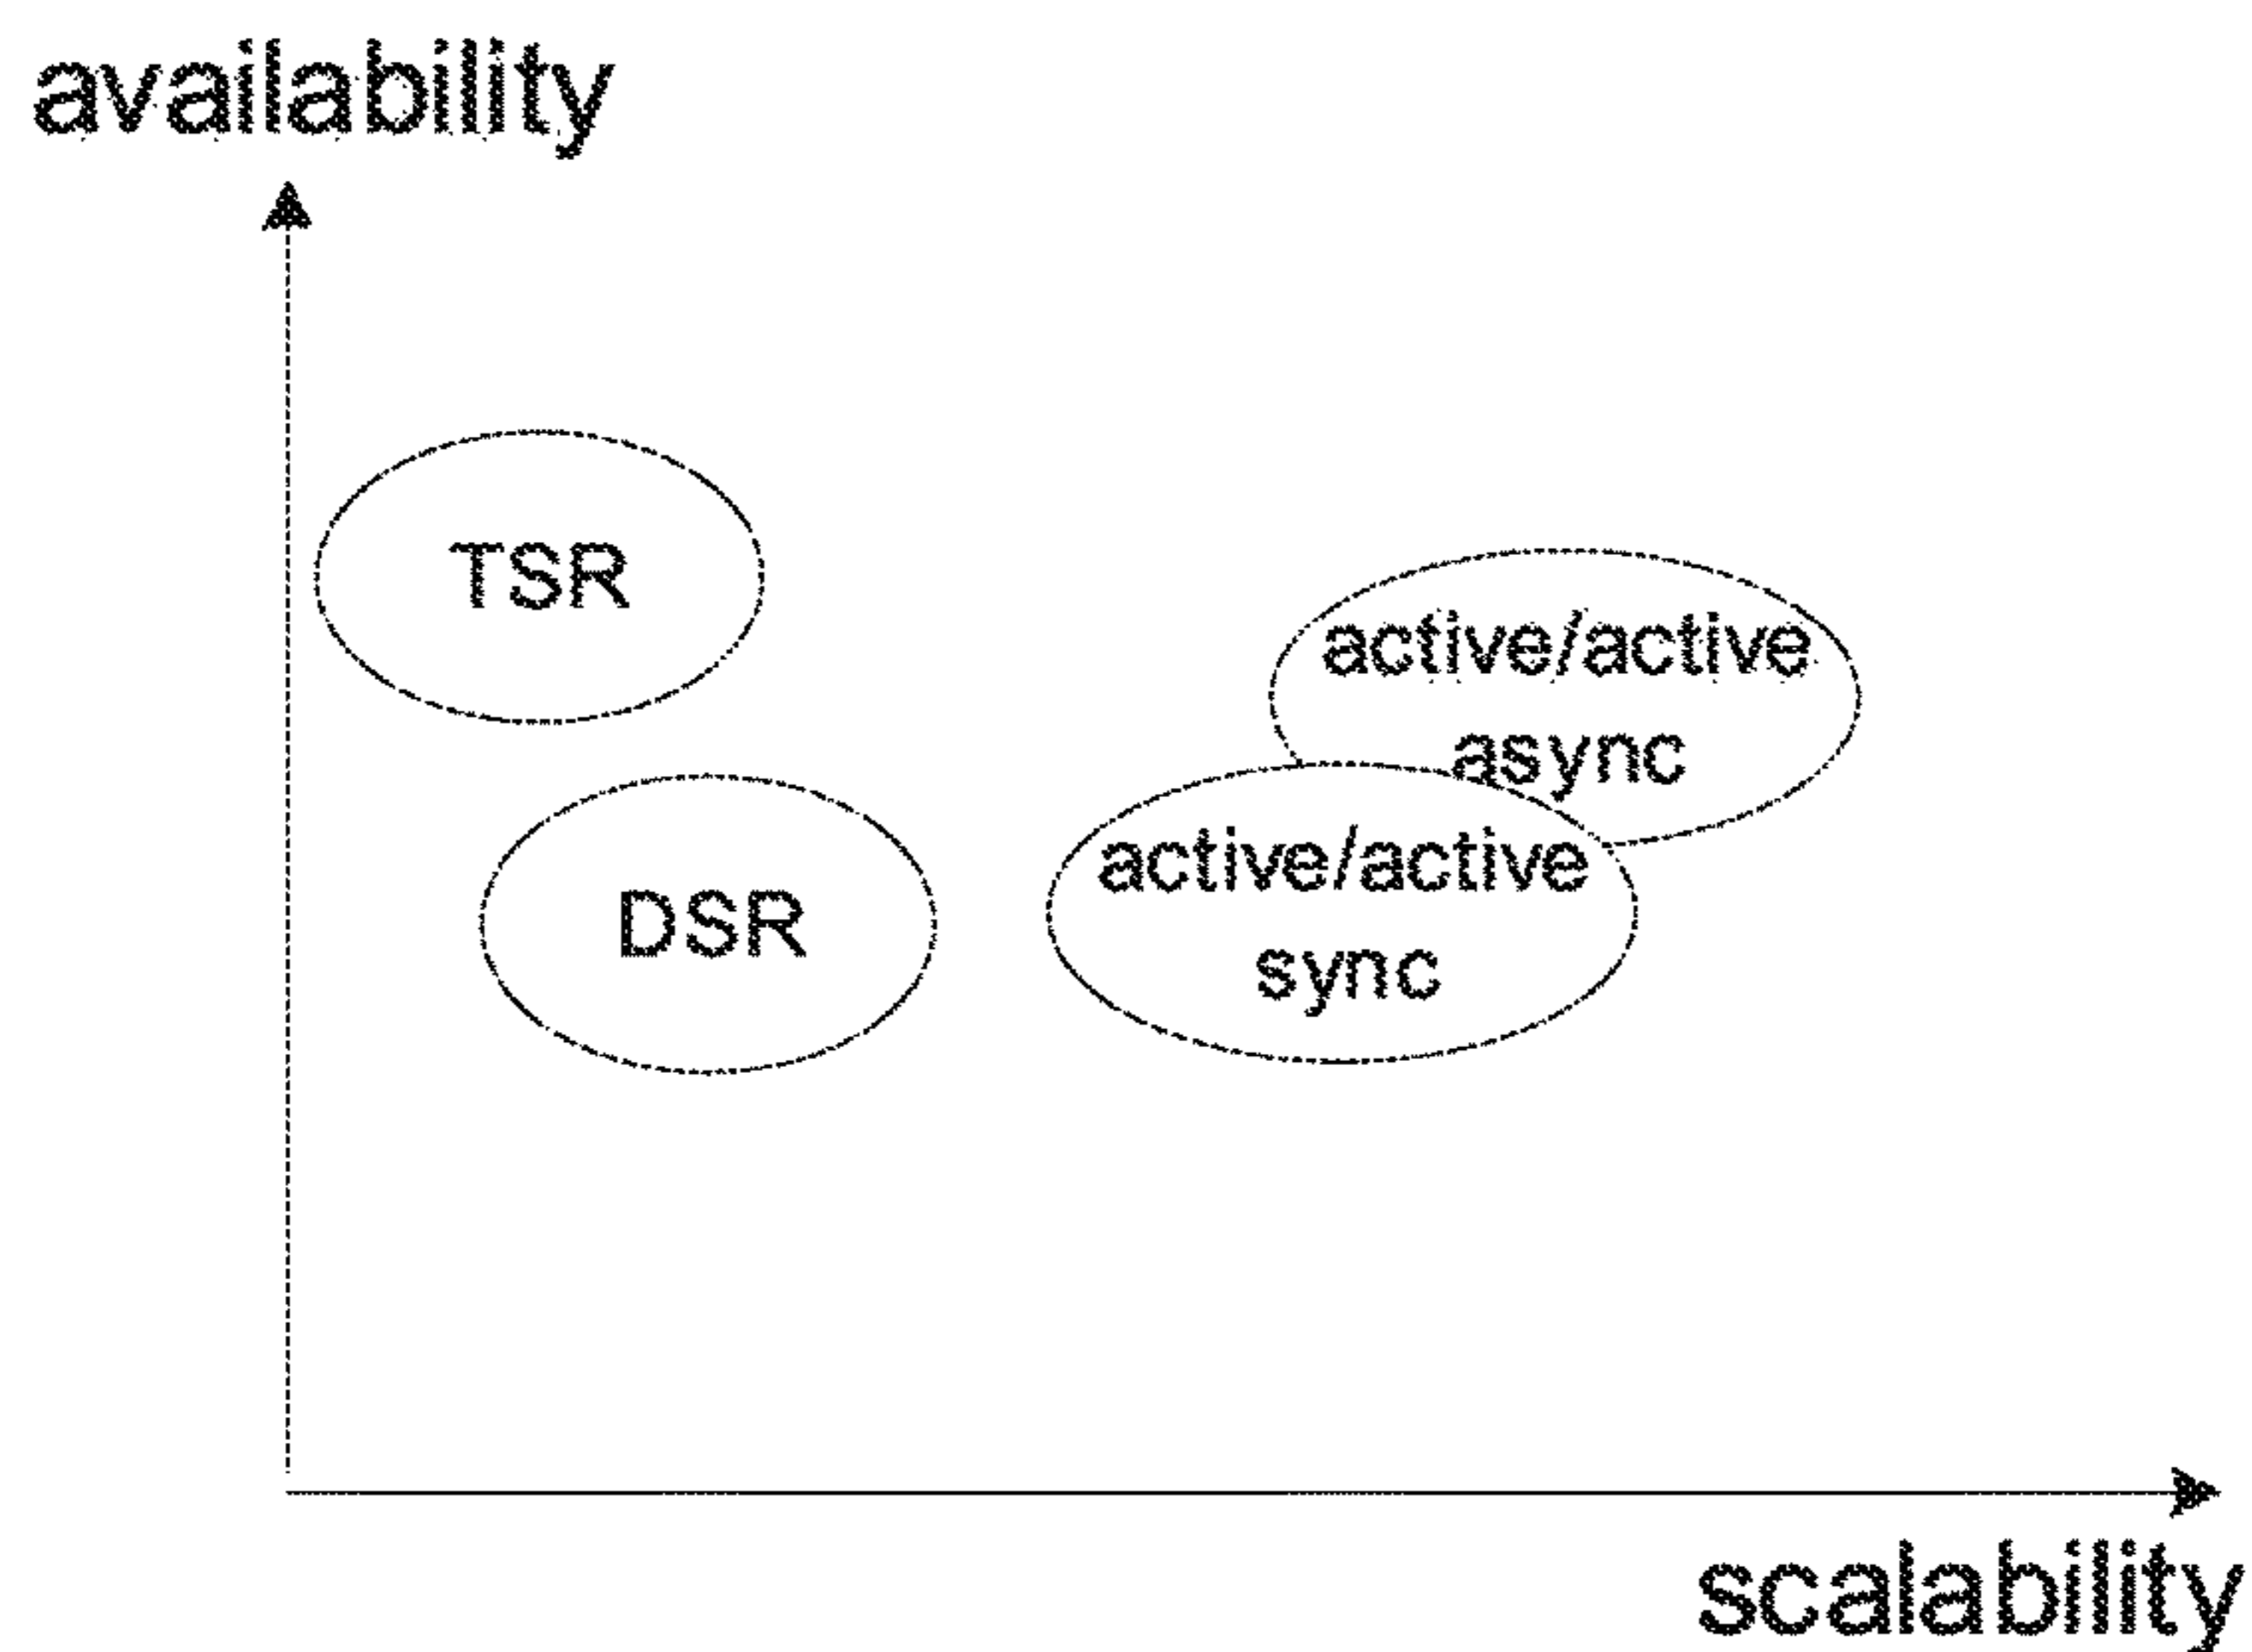 availability
TSR
active/active
async
active/active
sync
DSR
scalability